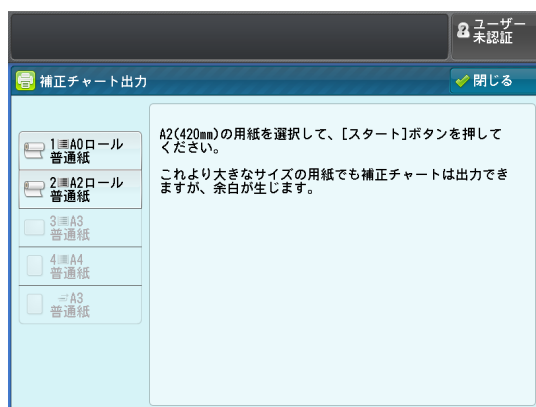 ユーザー
未認証
補正チャート出力
閉じる
1 A0ロール
普通紙
2 A2ロール
普通紙
3 A3
普通紙
4 A4
普通紙
A3
普通紙
A2(420mm)の用紙を選択して、[スタート]ボタンを押して
ください。
これより大きなサイズの用紙でも補正チャートは出力でき
ますが、余白が生じます。